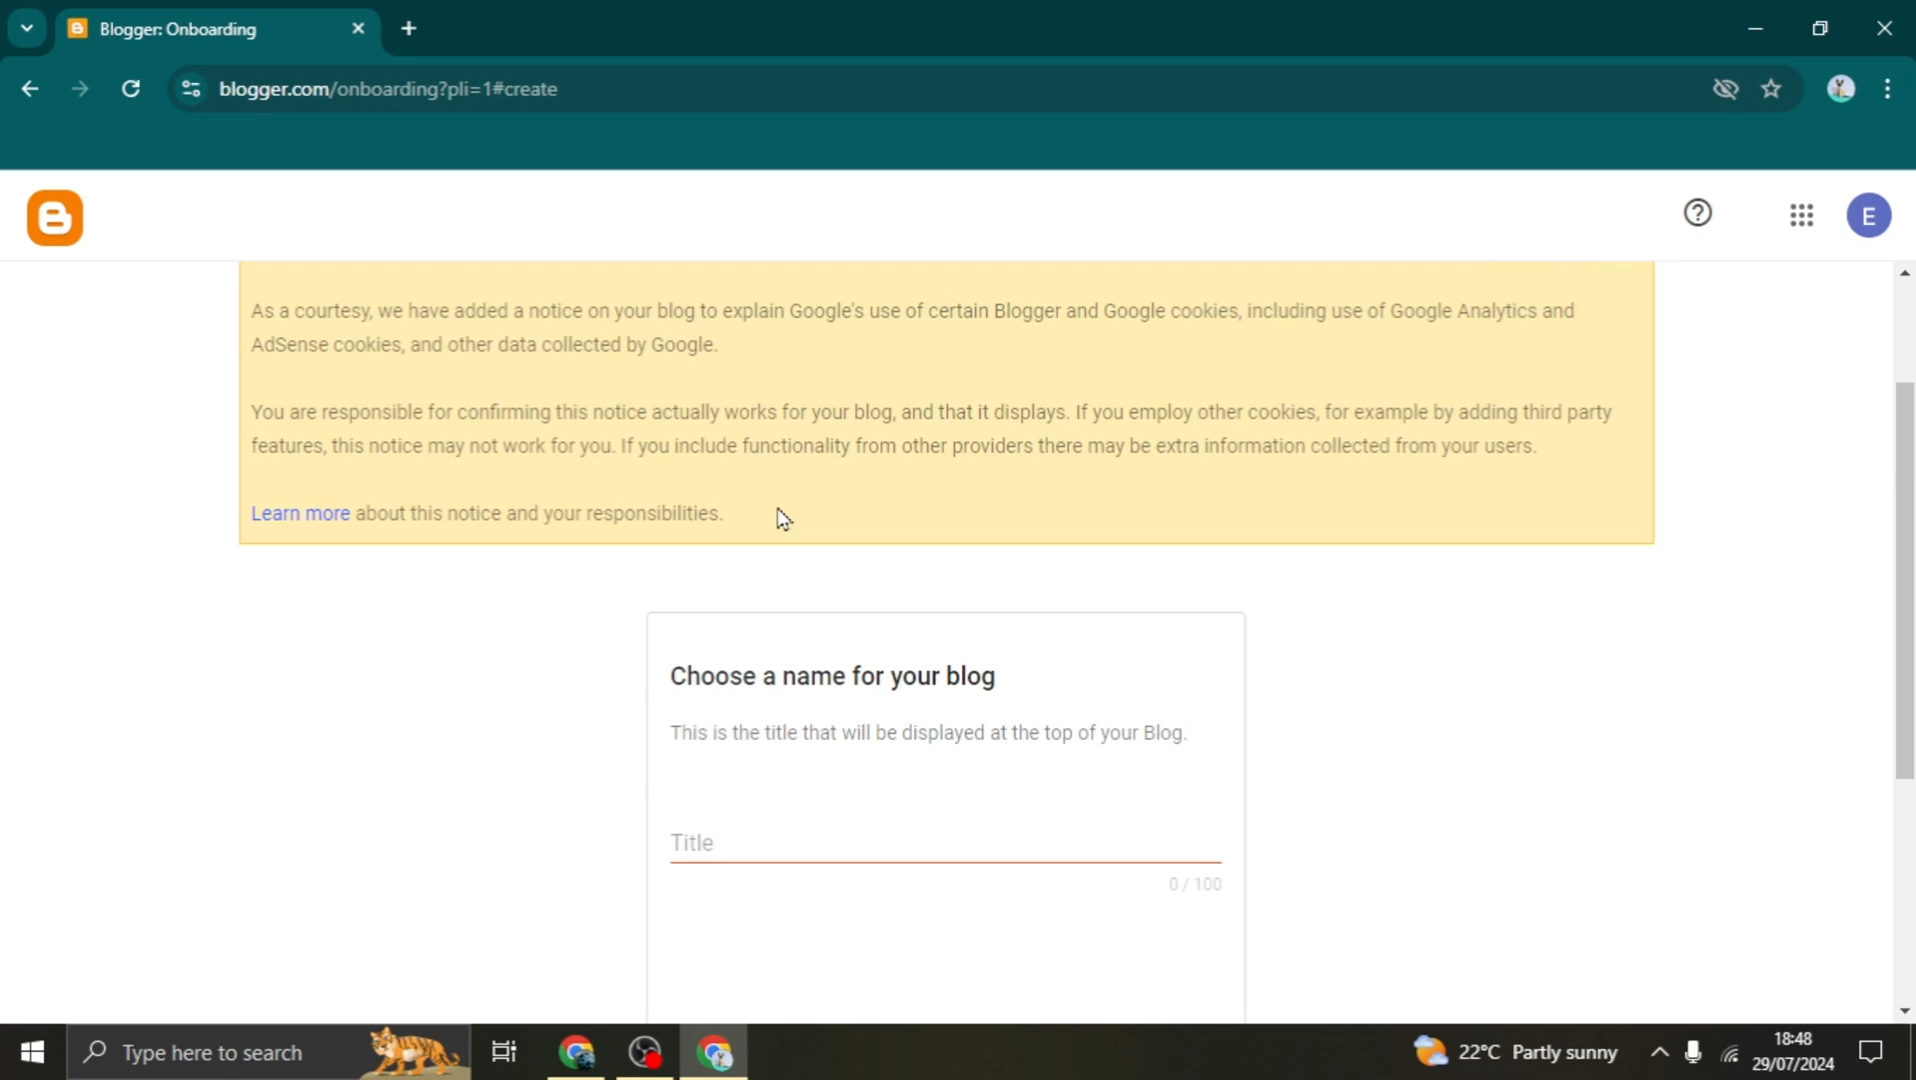 Blogger: Onboarding
blogger.com/onboarding?pli=1#create
E
As a courtesy, we have added a notice on your blog to explain Google's use of certain Blogger and Google cookies, including use of Google Analytics and
AdSense cookies, and other data collected by Google.
You are responsible for confirming this notice actually works for your blog, and that it displays. If you employ other cookies, for example by adding third party
features, this notice may not work for you. If you include functionality from other providers there may be extra information collected from your users.
Learn more about this notice and your responsibilities.
Choose a name for your blog
This is the title that will be displayed at the top of your Blog.
Title
0 / 100
Type here to search
22°C Partly sunny
18:48
29/07/2024